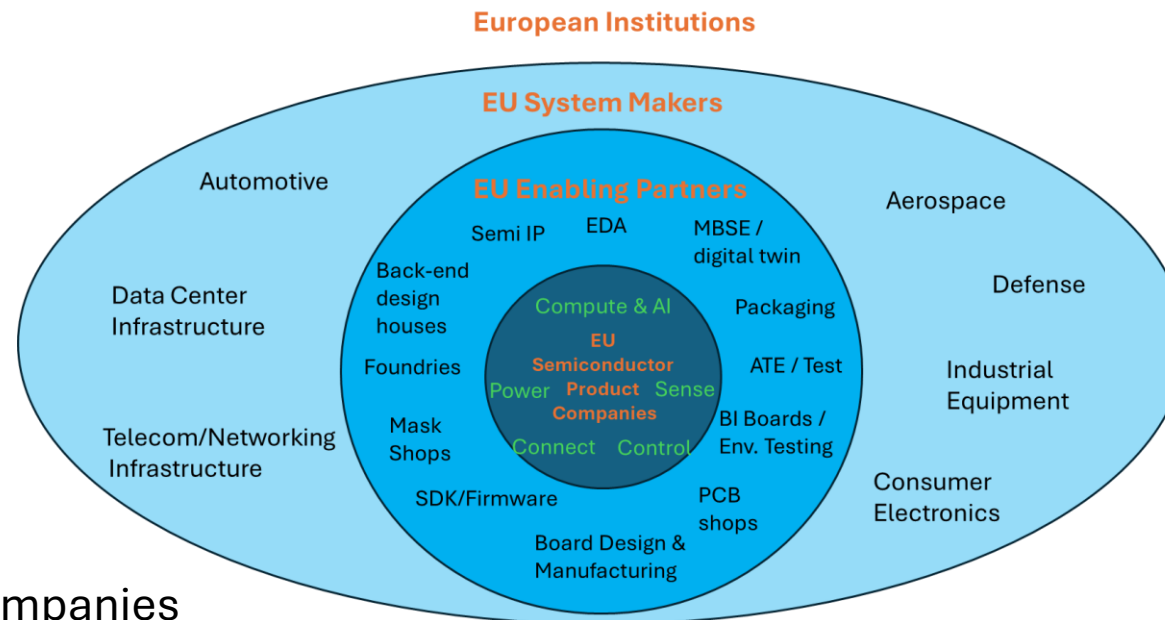 European Institutions
EU System Makers
Automotive
EU Enabling Partners
Aerospace
Semi IP
EDA
MBSE /
digital twin
Back-end
design
houses
Data Center
Infrastructure
Defense
Compute & AI
Packaging
EU
Semiconductor
Product
Companies
Power
Sense
Connect
Control
Foundries
ATE / Test
Industrial
Equipment
Mask
Shops
BI Boards /
Env. Testing
Telecom/Networking
Infrastructure
SDK/Firmware
PCB
shops
Consumer
Electronics
Board Design &
Manufacturing
mpanies